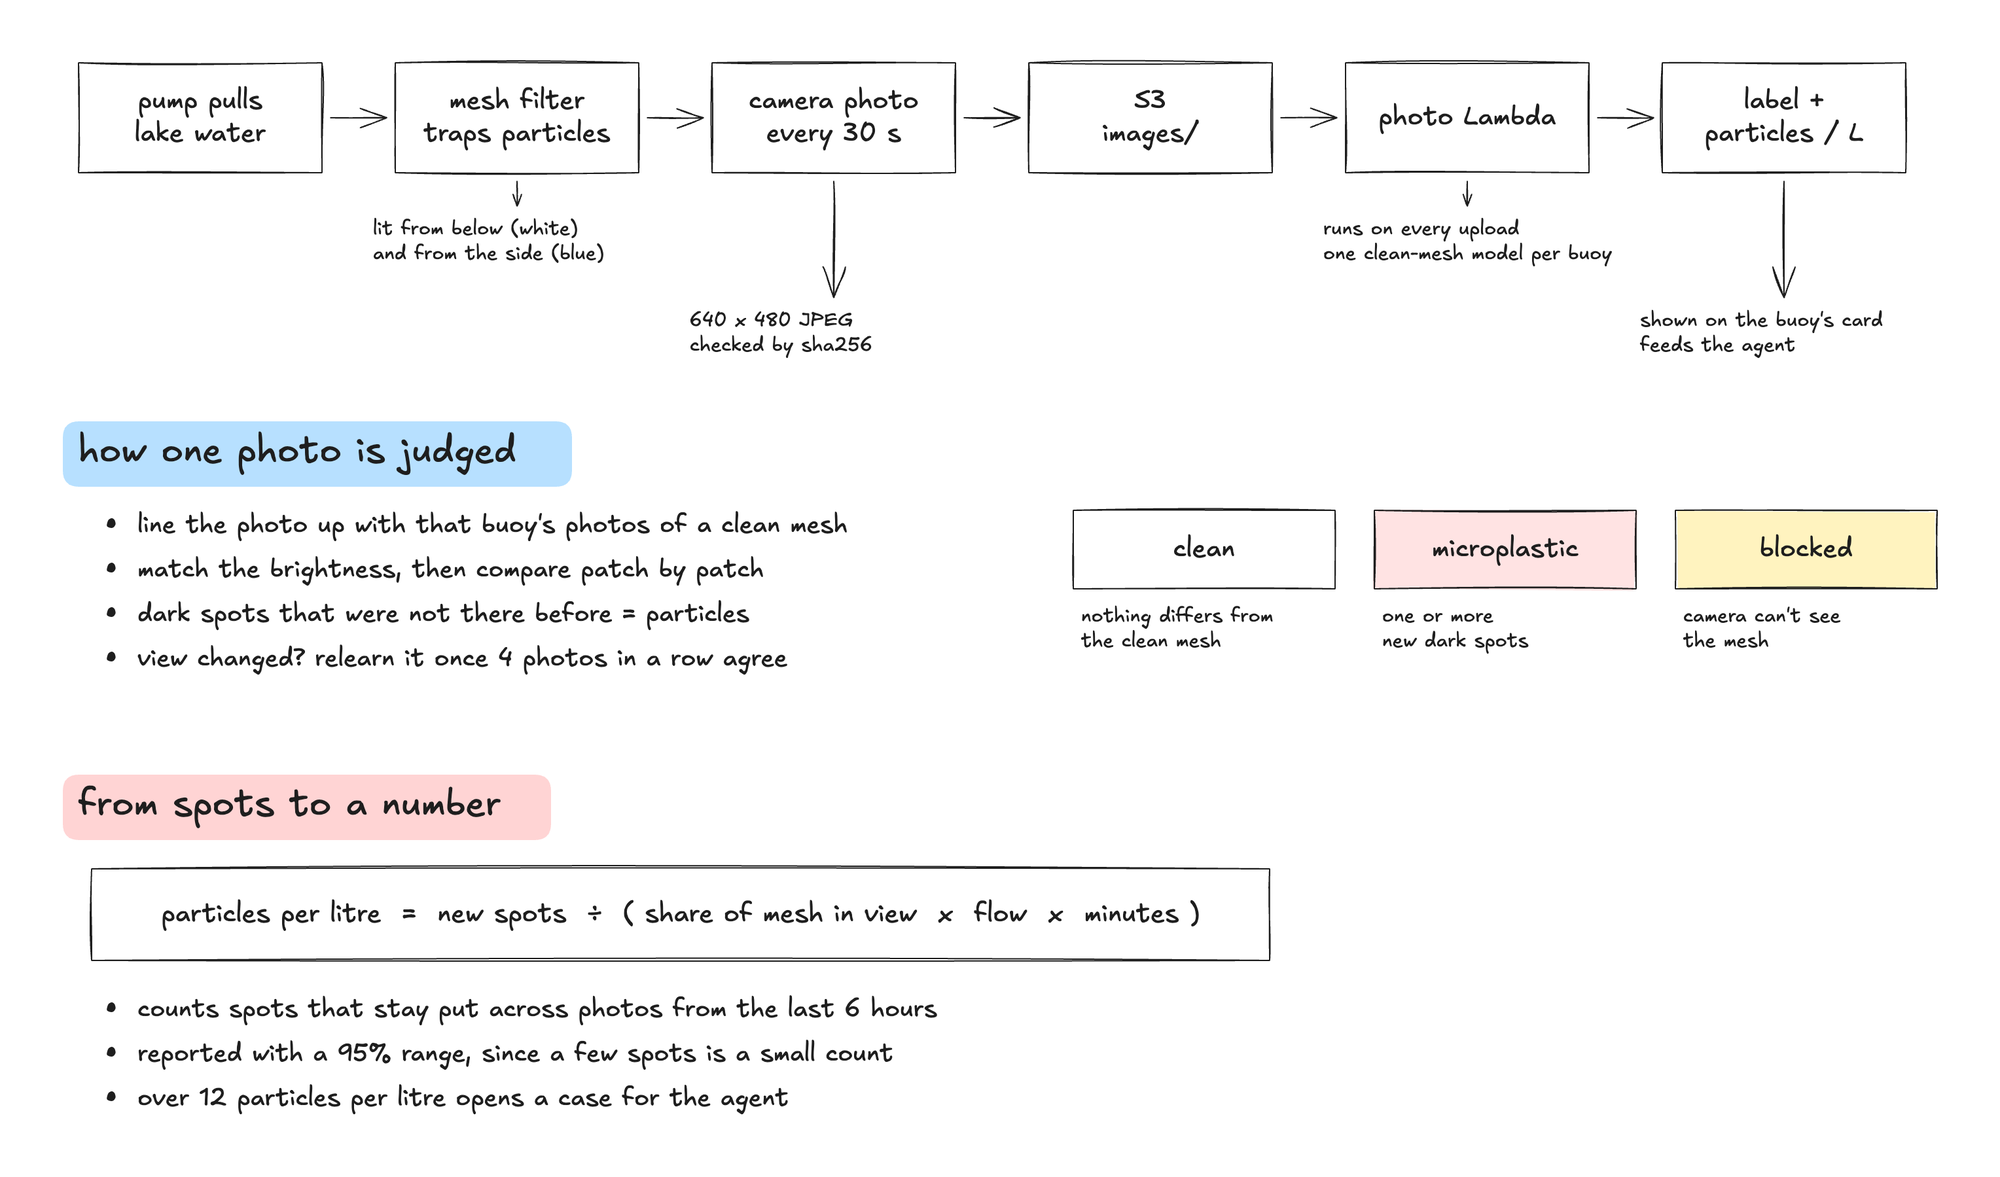 pump pulls
lake water
mesh filter
traps particles
camera photo
every 30 s
S3
images/
photo Lambda
label +
particles / L
lit from below (white)
and from the side (blue)
640 x 480 JPEG
checked by sha256
runs on every upload
one clean-mesh model per buoy
shown on the buoy's card
feeds the agent
how one photo is judged
• line the photo up with that buoy's photos of a clean mesh
• match the brightness, then compare patch by patch
• dark spots that were not there before = particles
• view changed? relearn it once 4 photos in a row agree
clean
nothing differs from
the clean mesh
microplastic
one or more
new dark spots
blocked
camera can't see
the mesh
from spots to a number
particles per litre = new spots ÷ ( share of mesh in view x flow x minutes )
• counts spots that stay put across photos from the last 6 hours
• reported with a 95% range, since a few spots is a small count
• over 12 particles per litre opens a case for the agent